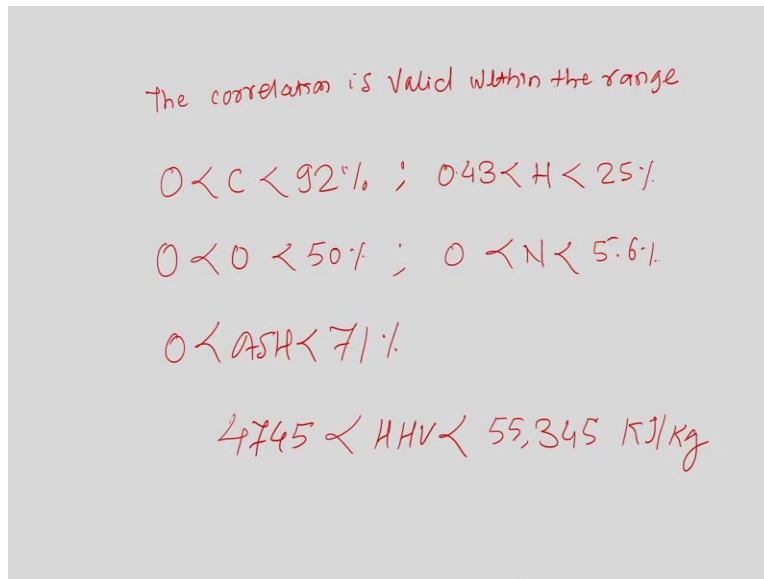 The correlation is valid within the range
0 < C < 92% ; 0.43 < H < 25%
0 < O < 50% ; 0 < N < 5.6%
0 < ASH < 71%
4745 < HHV < 55,345 KJ/Kg